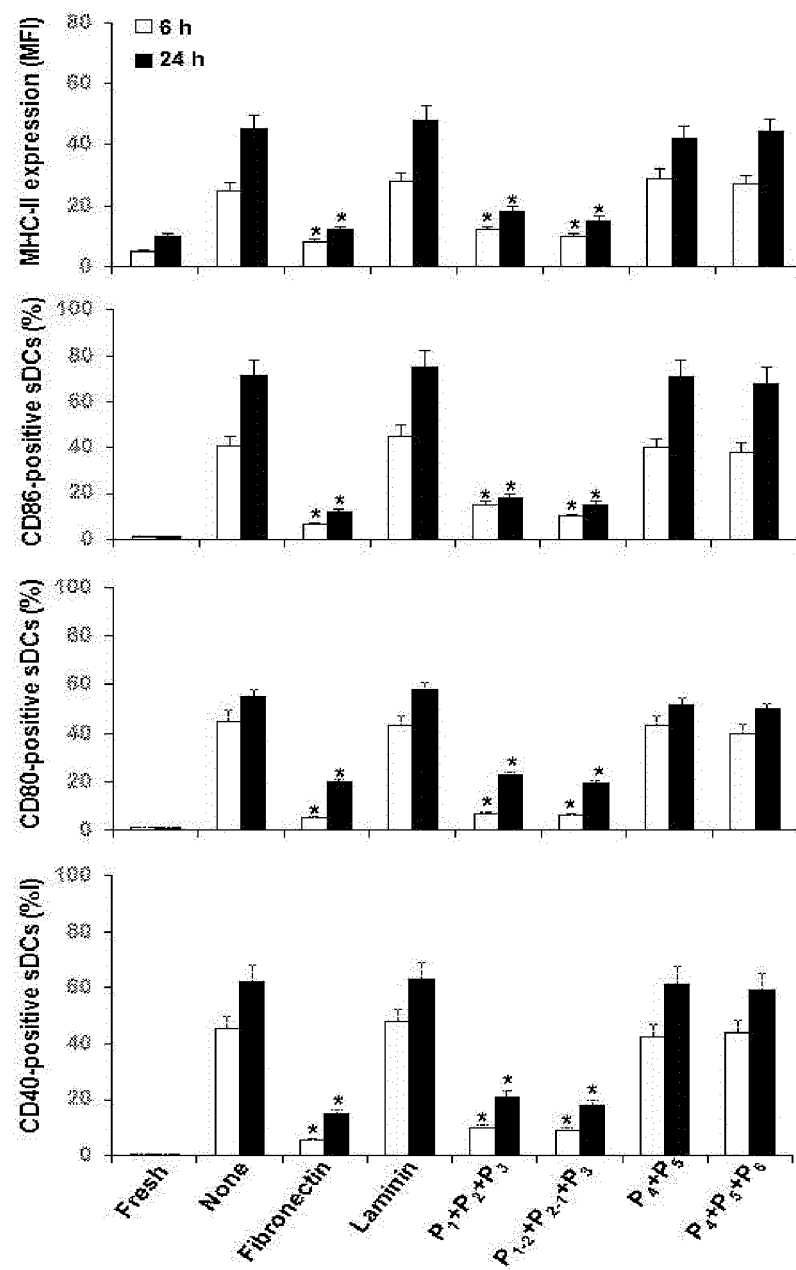 6 h
24 h
MHC-II expression (MFI)
80
60
40
20
0
CD86-positive sDCs (%)
100
80
60
40
20
0
CD80-positive sDCs (%)
100
80
60
40
20
0
CD40-positive sDCs (%I
100
80
60
40
20
0
* *
* *
* *
* *
* *
* *
* *
* *
* *
* *
* *
* *
Fresh
None
Fibronectin
Laminin
P1+P2+P3
P1-2+P2-1+P3
P4+P5
P4+P5+P6